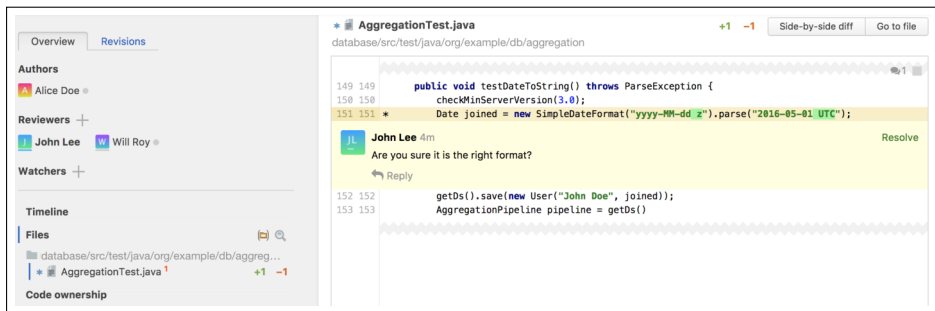 Overview Revisions
Authors
A Alice Doe
Reviewers
J John Lee W Will Roy
Watchers
Timeline
Files
database/src/test/java/org/example/db/aggreg...
* AggregationTest.java 1 +1 −1
Code ownership
* AggregationTest.java +1 −1 Side-by-side diff Go to file
database/src/test/java/org/example/db/aggregation
1
149 149 public void testDateToString() throws ParseException {
150 150 checkMinServerVersion(3.0);
151 151 * Date joined = new SimpleDateFormat("yyyy-MM-dd z").parse("2016-05-01 UTC");
JL John Lee 4m Resolve
Are you sure it is the right format?
Reply
152 152 getDs().save(new User("John Doe", joined));
153 153 AggregationPipeline pipeline = getDs()